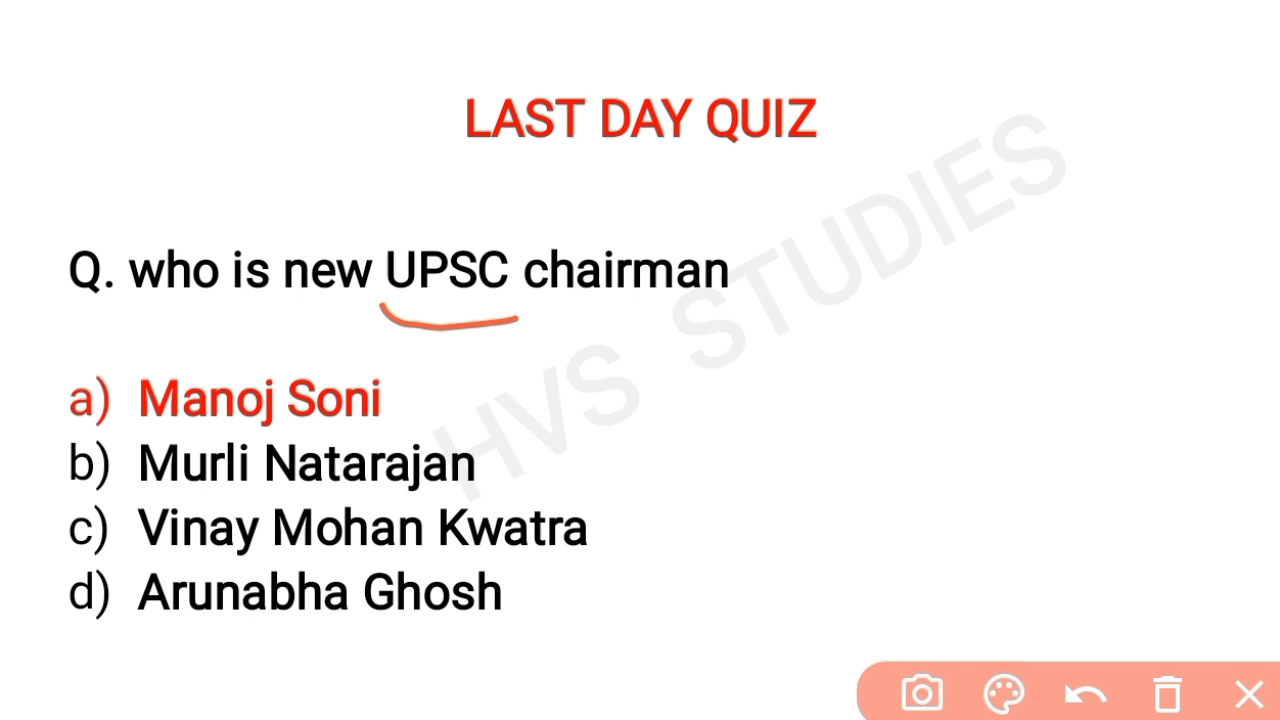 LAST DAY QUIZ
Q. who is new UPSC chairman
a) Manoj Soni
b) Murli Natarajan
c) Vinay Mohan Kwatra
d) Arunabha Ghosh
HVS STUDIES